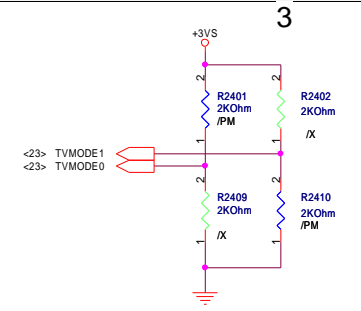 3
+3VS
2
2
R2401
2KOhm
/PM
R2402
2KOhm
/X
1
1
<23> TVMODE1
<23> TVMODE0
2
2
R2409
2KOhm
/X
R2410
2KOhm
/PM
1
1